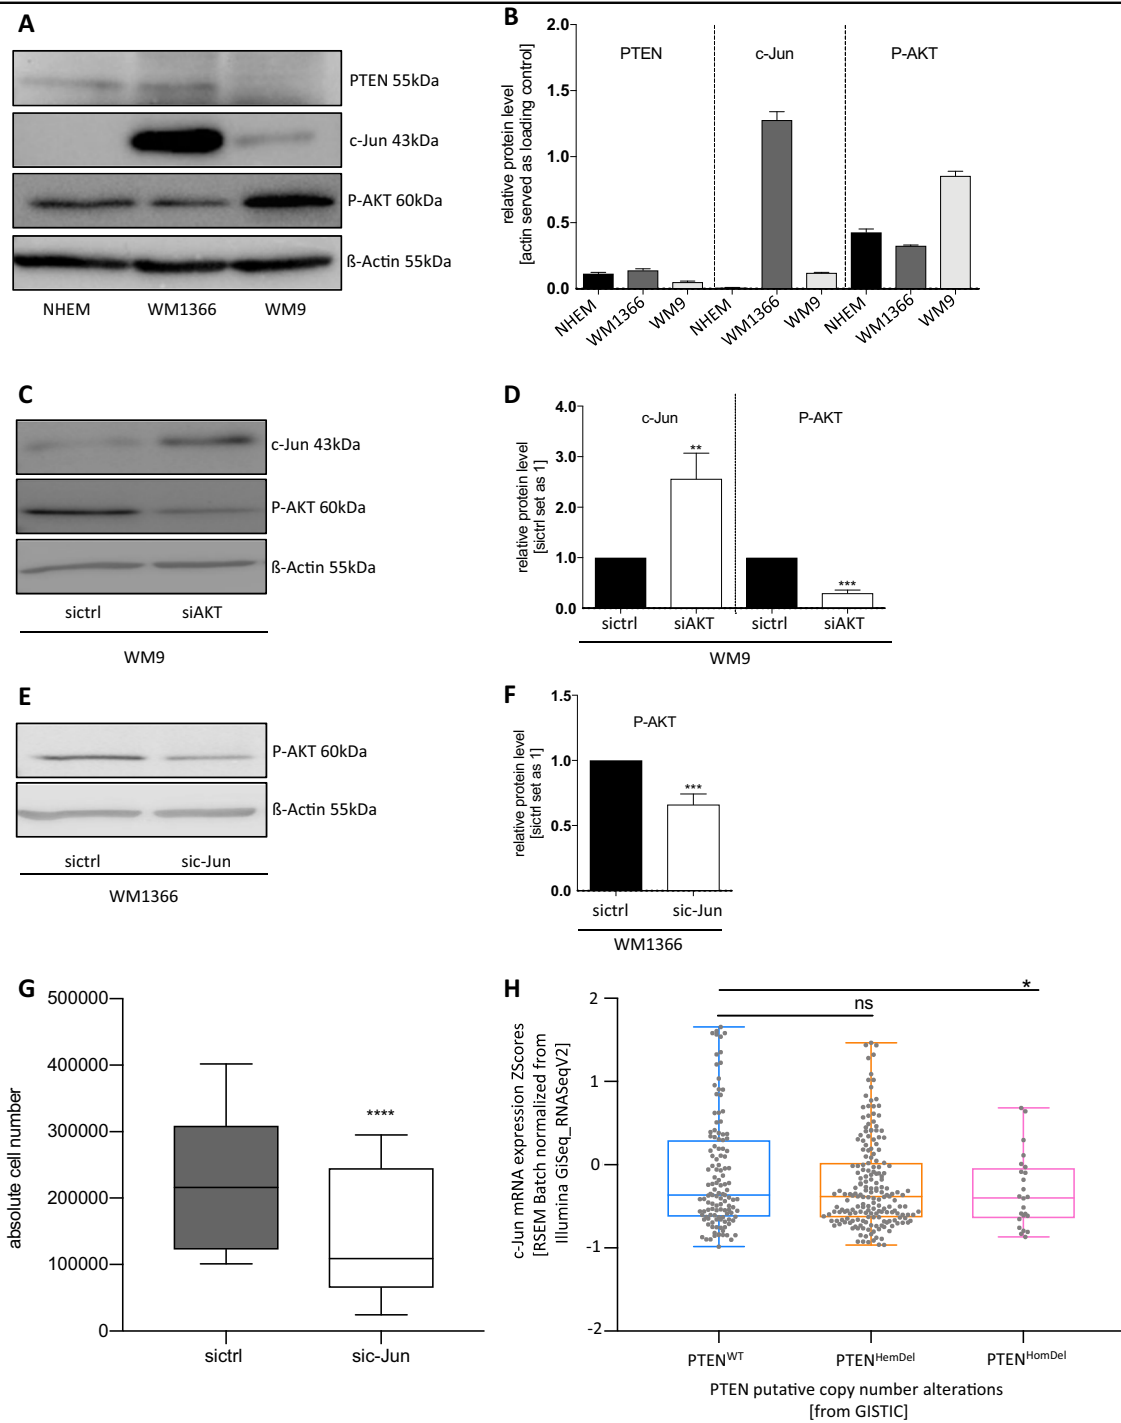 A
PTEN 55kDa
c-Jun 43kDa
P-AKT 60kDa
ß-Actin 55kDa
NHEM WM1366 WM9
B
relative protein level
[actin served as loading control]
2.0
1.5
1.0
0.5
0.0
PTEN c-Jun P-AKT
NHEM WM1366 WM9 NHEM WM1366 WM9 NHEM WM1366 WM9
C
c-Jun 43kDa
P-AKT 60kDa
ß-Actin 55kDa
sictrl siAKT
WM9
D
relative protein level
[sictrl set as 1]
4.0
3.0
2.0
1.0
0.0
c-Jun P-AKT
**
***
sictrl siAKT sictrl siAKT
WM9
E
P-AKT 60kDa
ß-Actin 55kDa
sictrl sic-Jun
WM1366
F
relative protein level
[sictrl set as 1]
1.5
1.0
0.5
0.0
P-AKT
***
sictrl sic-Jun
WM1366
G
absolute cell number
500000
400000
300000
200000
100000
0
****
sictrl sic-Jun
H
c-Jun mRNA expression ZScores
[RSEM Batch normalized from
Illumina GiSeq_RNASeqV2]
2
1
0
-1
-2
*
ns
PTENWT PTENHemDel PTENHomDel
PTEN putative copy number alterations
[from GISTIC]